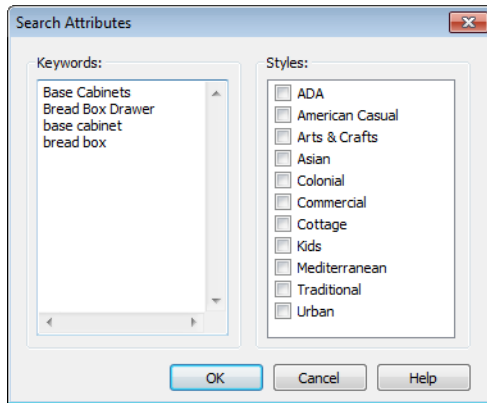 Search Attributes
Keywords:
Base Cabinets
Bread Box Drawer
base cabinet
bread box
Styles:
ADA
American Casual
Arts & Crafts
Asian
Colonial
Commercial
Cottage
Kids
Mediterranean
Traditional
Urban
OK
Cancel
Help